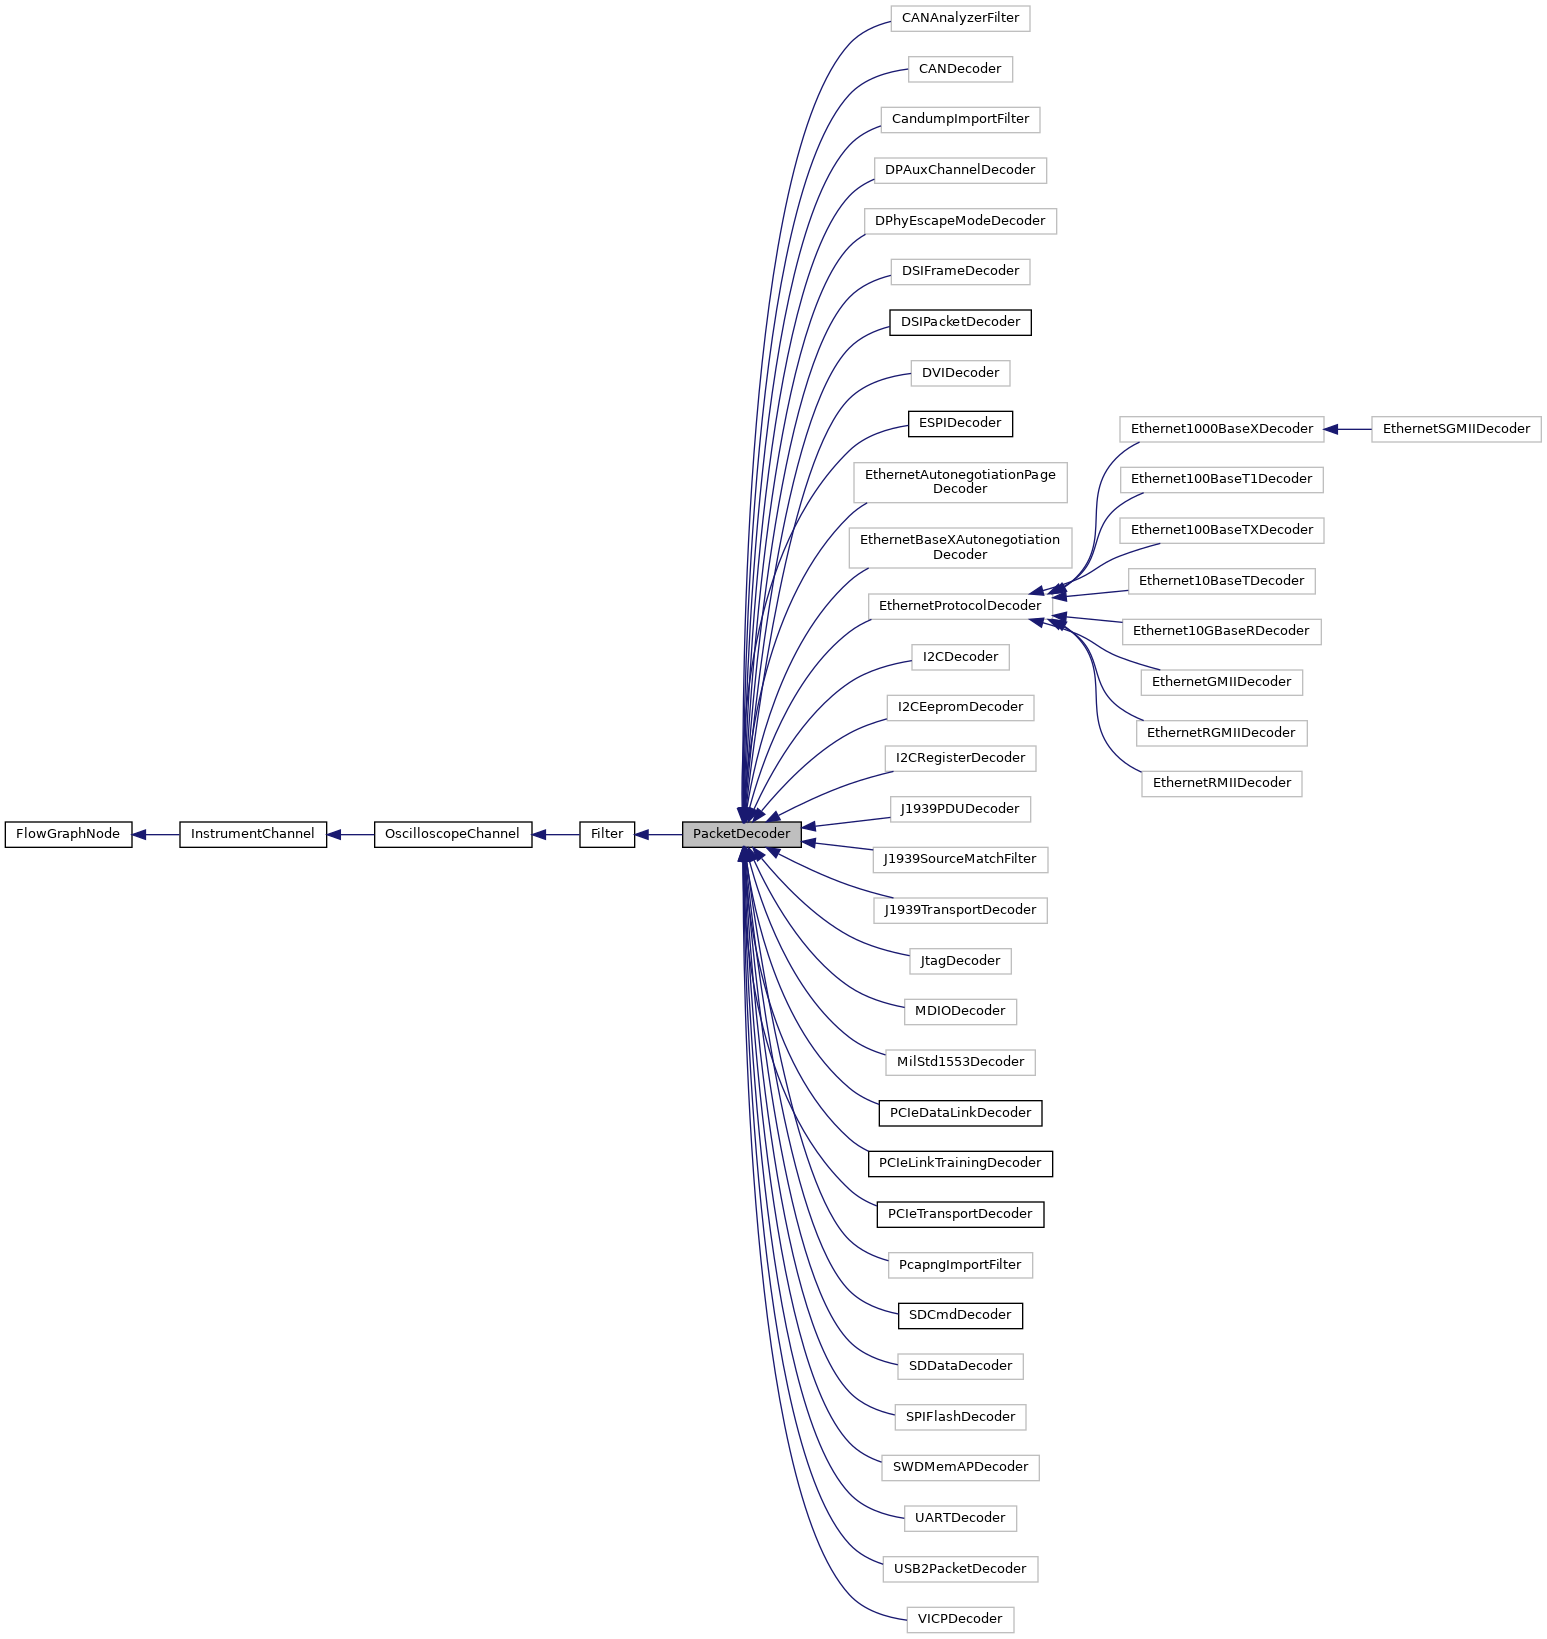 FlowGraphNode
InstrumentChannel
OscilloscopeChannel
Filter
PacketDecoder
CANAnalyzerFilter
CANDecoder
CandumpImportFilter
DPAuxChannelDecoder
DPhyEscapeModeDecoder
DSIFrameDecoder
DSIPacketDecoder
DVIDecoder
ESPIDecoder
EthernetAutonegotiationPage
Decoder
EthernetBaseXAutonegotiation
Decoder
EthernetProtocolDecoder
I2CDecoder
I2CEepromDecoder
I2CRegisterDecoder
J1939PDUDecoder
J1939SourceMatchFilter
J1939TransportDecoder
JtagDecoder
MDIODecoder
MilStd1553Decoder
PCIeDataLinkDecoder
PCIeLinkTrainingDecoder
PCIeTransportDecoder
PcapngImportFilter
SDCmdDecoder
SDDataDecoder
SPIFlashDecoder
SWDMemAPDecoder
UARTDecoder
USB2PacketDecoder
VICPDecoder
Ethernet1000BaseXDecoder
Ethernet100BaseT1Decoder
Ethernet100BaseTXDecoder
Ethernet10BaseTDecoder
Ethernet10GBaseRDecoder
EthernetGMIIDecoder
EthernetRGMIIDecoder
EthernetRMIIDecoder
EthernetSGMIIDecoder